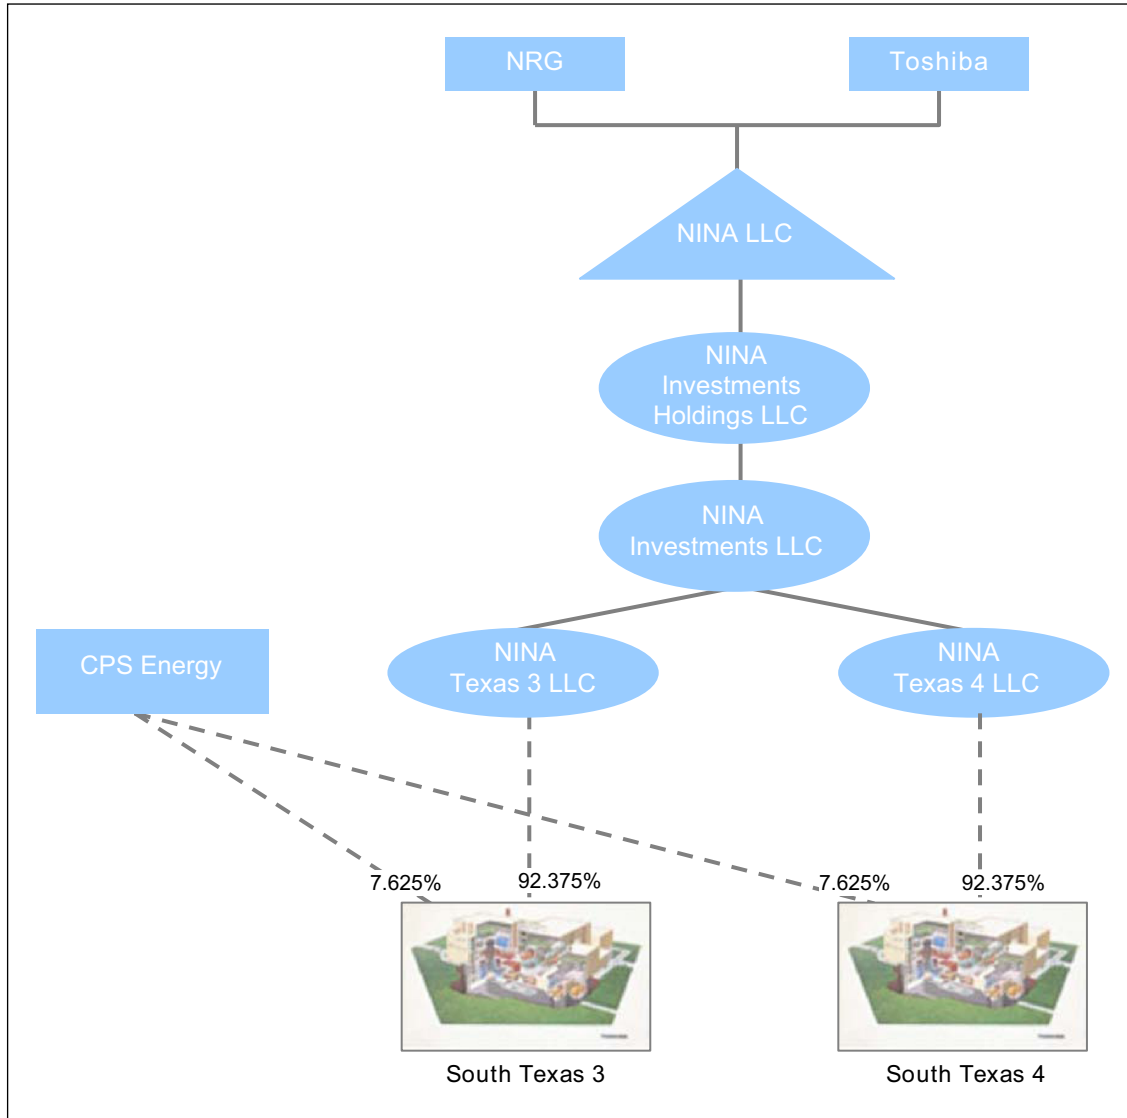 NRG
Toshiba
NINA LLC
NINA
Investments
Holdings LLC
NINA
Investments LLC
CPS Energy
NINA
Texas 3 LLC
NINA
Texas 4 LLC
7.625%
92.375%
7.625%
92.375%
South Texas 3
South Texas 4